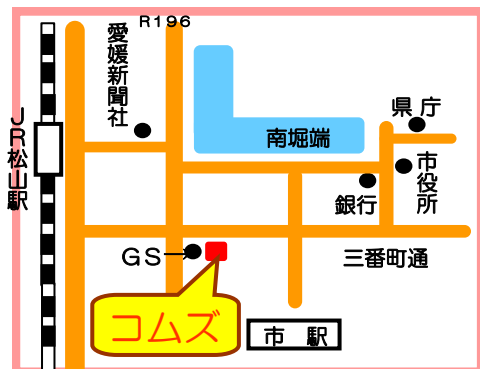 R196
愛媛新聞社
県庁
JR松山駅
南堀端
市役所
銀行
三番町通
GS
コムズ
市 駅